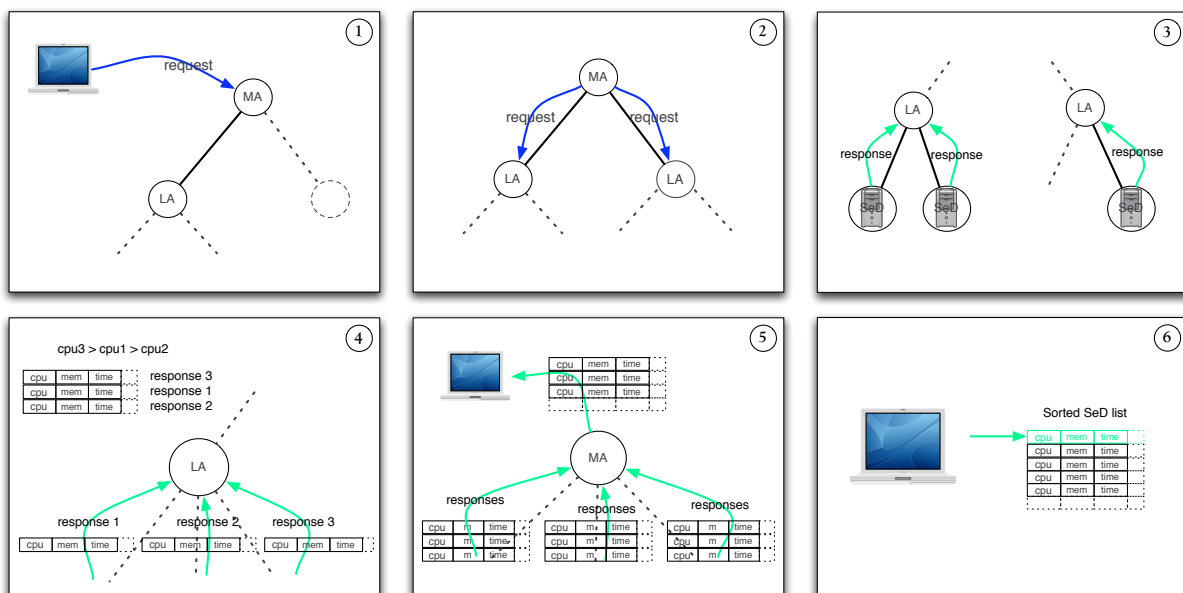 1
request
MA
LA
2
MA
request request
LA LA
3
LA LA
response response response
SeD SeD SeD
4
cpu3 > cpu1 > cpu2
cpu mem time response 3
cpu mem time response 1
cpu mem time response 2
LA
response 1 response 2 response 3
cpu mem time cpu mem time cpu mem time
5
cpu mem time
cpu mem time
cpu mem time
MA
responses responses responses
cpu m time cpu m time cpu m time
cpu m time cpu m time cpu m time
cpu m time cpu m time cpu m time
6
Sorted SeD list
cpu mem time
cpu mem time
cpu mem time
cpu mem time
cpu mem time